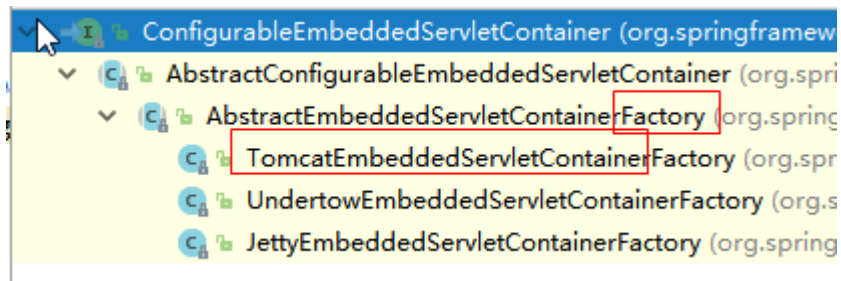 ConfigurableEmbeddedServletContainer (org.springframew
AbstractConfigurableEmbeddedServletContainer (org.spri
AbstractEmbeddedServletContainerFactory (org.spring
TomcatEmbeddedServletContainerFactory (org.spr
UndertowEmbeddedServletContainerFactory (org.s
JettyEmbeddedServletContainerFactory (org.spring